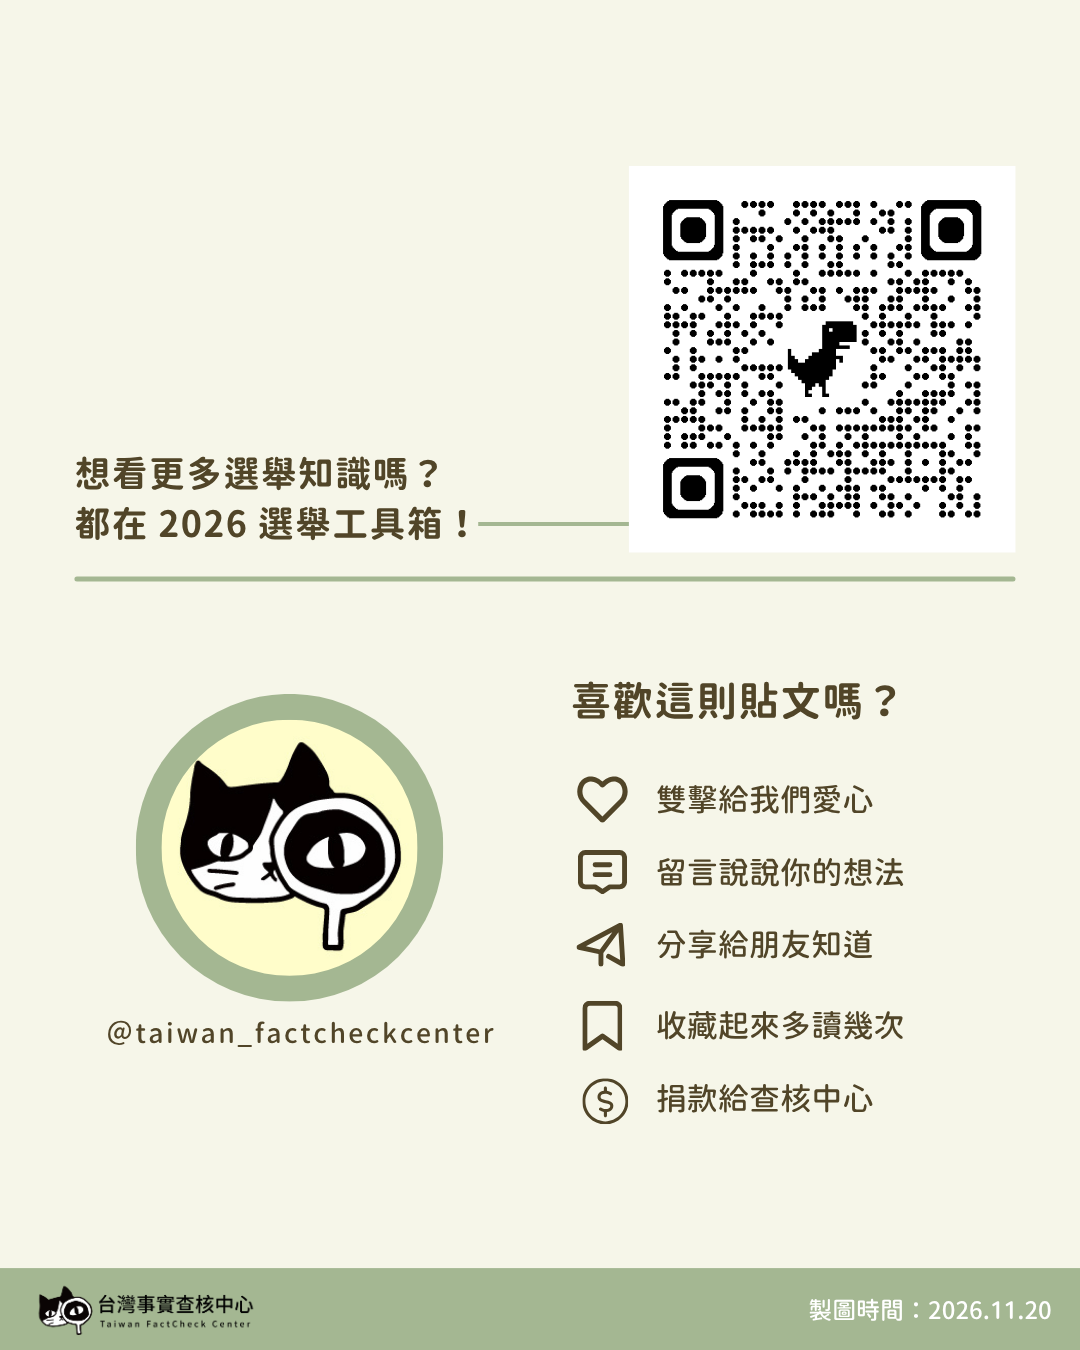 想看更多選舉知識嗎？
都在 2026 選舉工具箱！
喜歡這則貼文嗎？
雙擊給我們愛心
留言說說你的想法
分享給朋友知道
收藏起來多讀幾次
捐款給查核中心
@taiwan_factcheckcenter
台灣事實查核中心
Taiwan FactCheck Center
製圖時間：2026.11.20